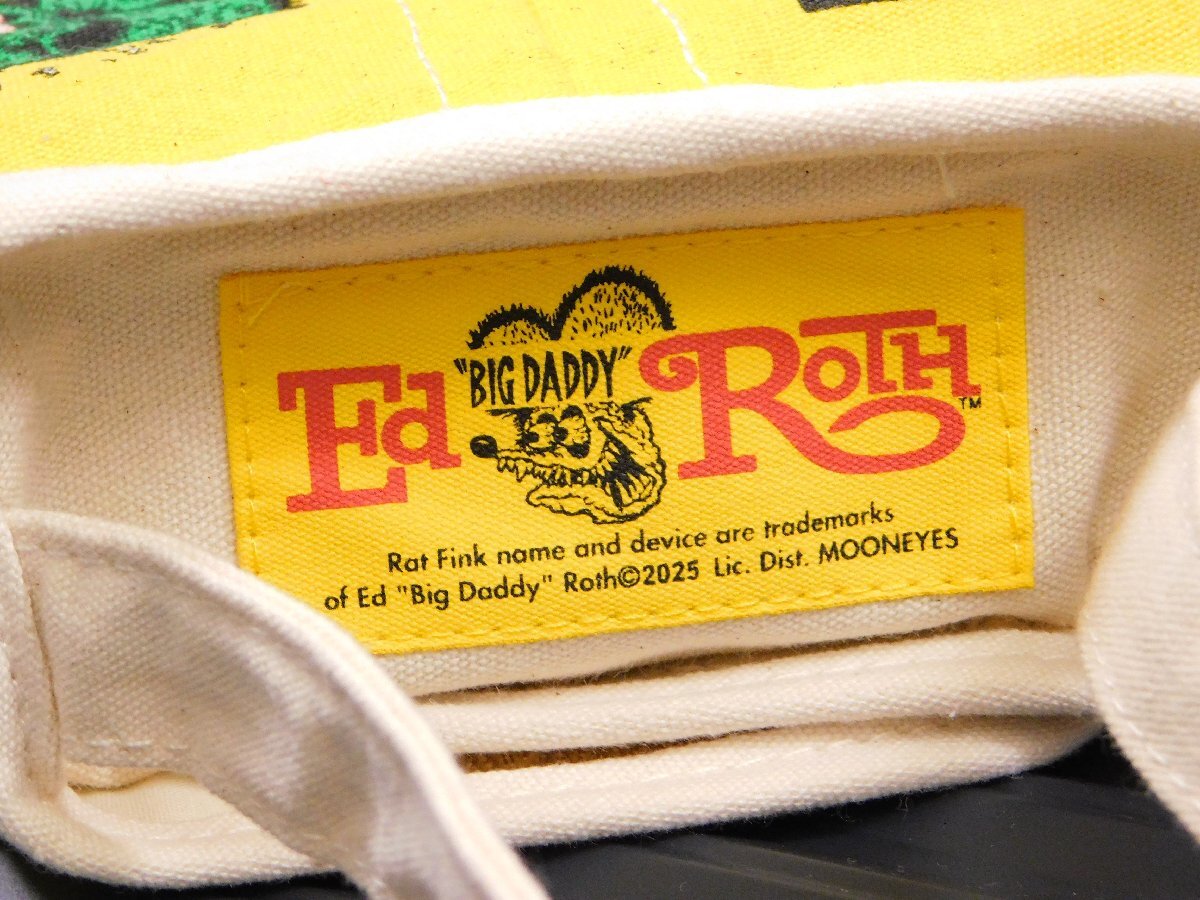 Ed "BIG DADDY" ROTH™
Rat Fink name and device are trademarks
of Ed "Big Daddy" Roth©2025 Lic. Dist. MOONEYES